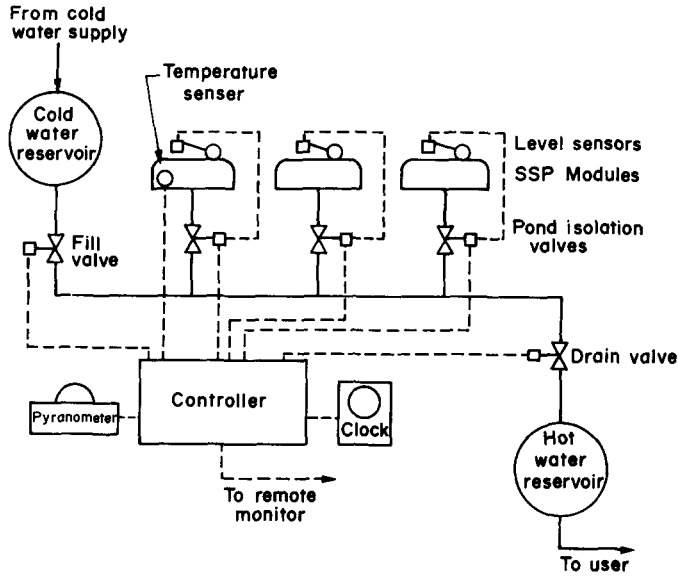 From cold
water supply
Temperature
senser
Cold
water
reservoir
Level sensors
SSP Modules
Pond isolation
valves
Fill
valve
Drain valve
Controller
Pyranometer
Clock
Hot
water
reservoir
To remote
monitor
To user